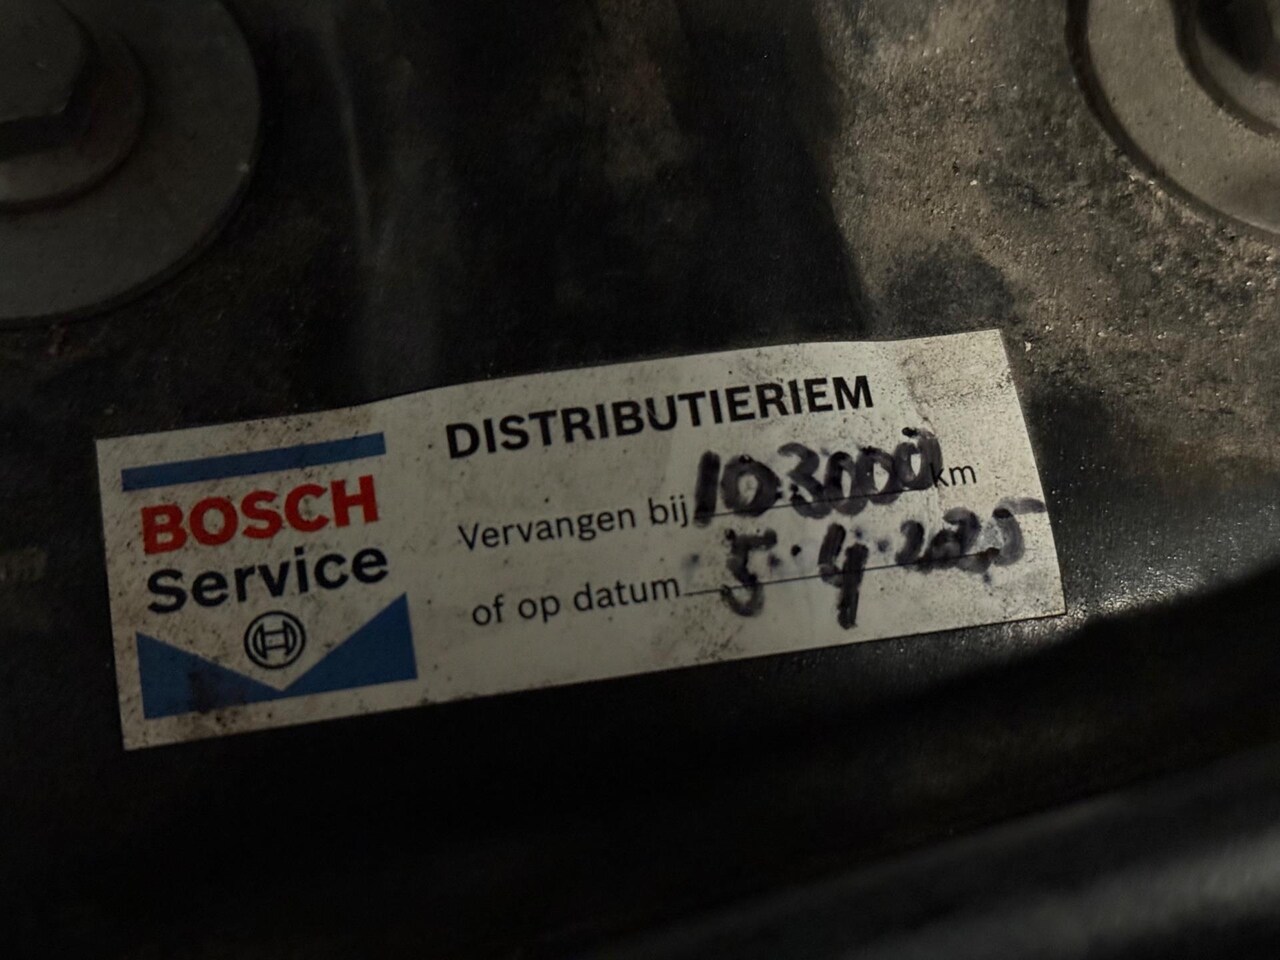 BOSCH
Service
DISTRIBUTIERIEM
Vervangen bij 103000 km
of op datum 5.4.2025